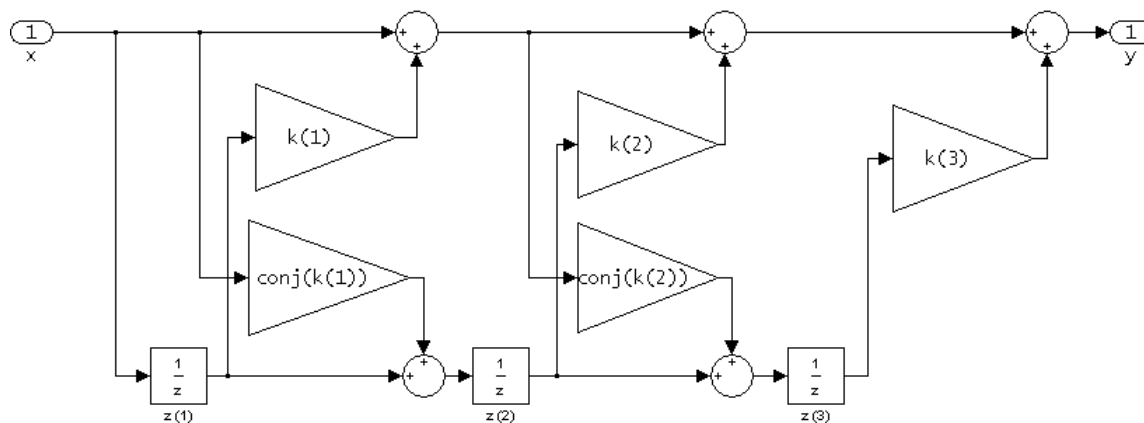 1
x
+
+
+
+
+
+
1
y
k(1)
k(2)
k(3)
conj(k(1))
conj(k(2))
1
z
z(1)
+
+
1
z
z(2)
+
+
1
z
z(3)